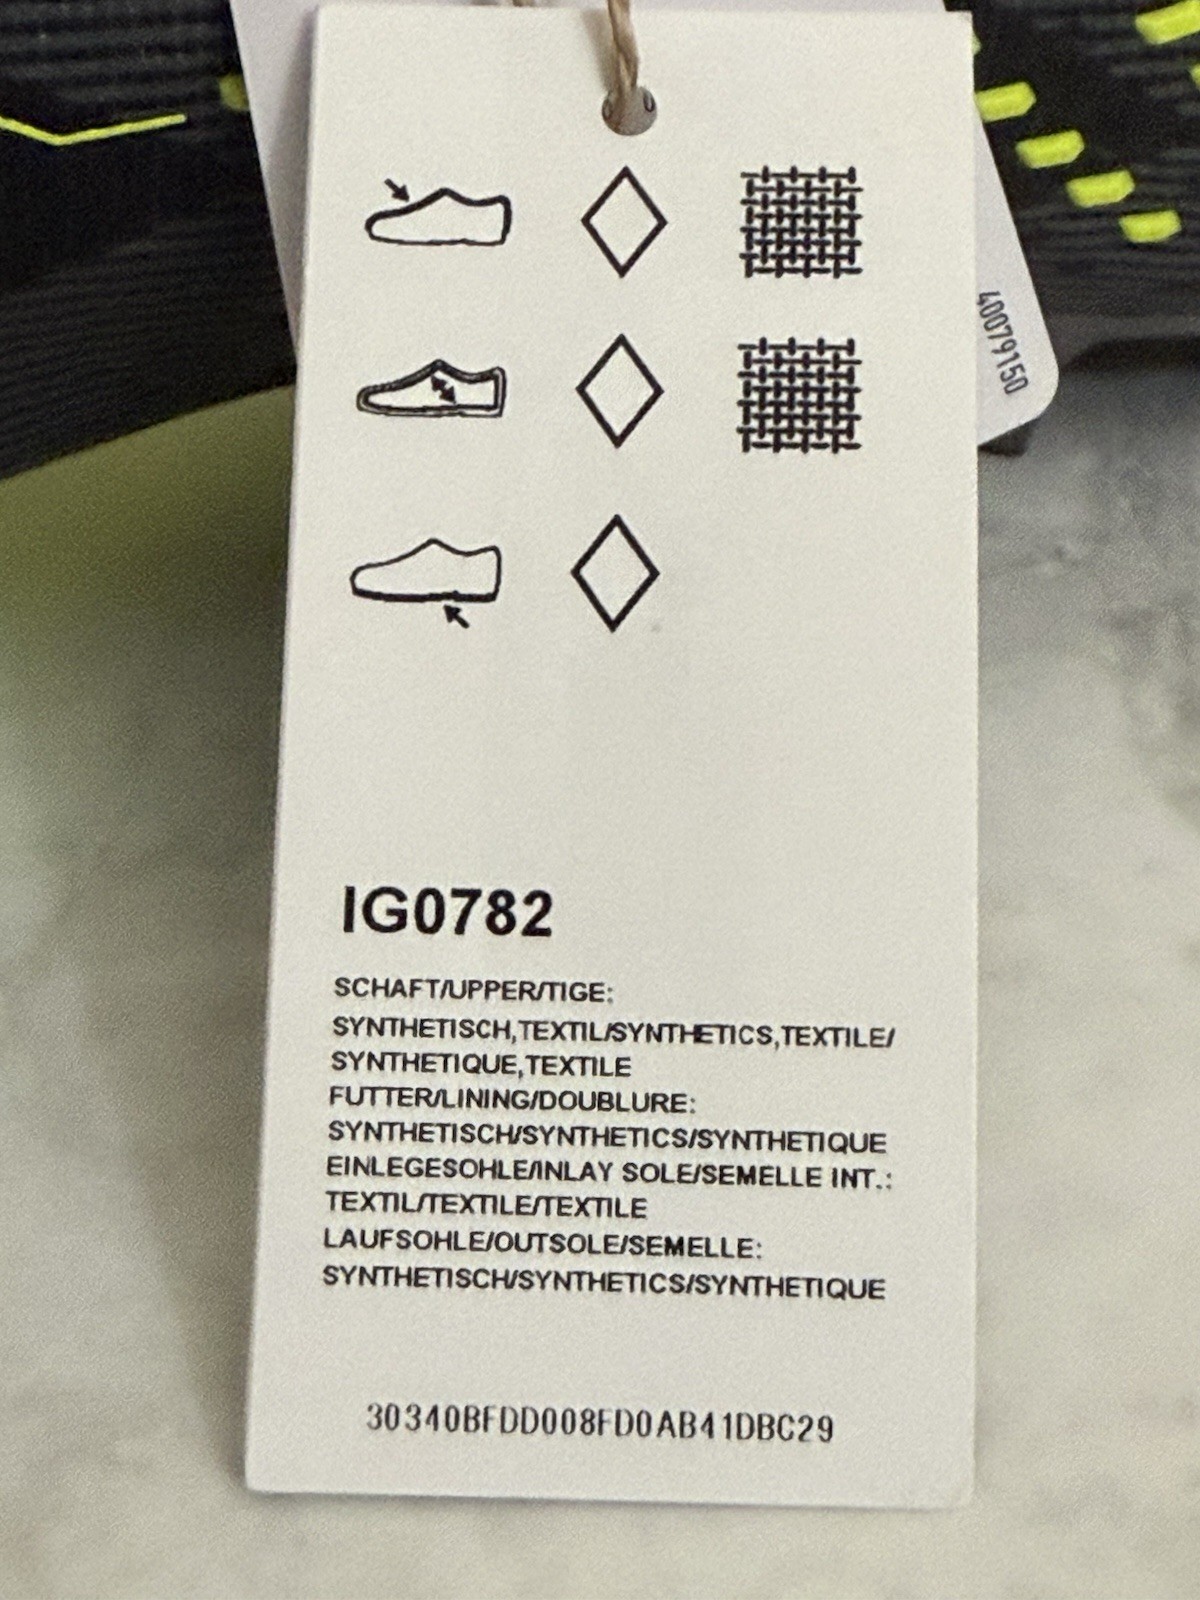 40079150
IG0782
SCHAFT/UPPER/TIGE:
SYNTHETISCH,TEXTIL/SYNTHETICS,TEXTILE/
SYNTHETIQUE,TEXTILE
FUTTER/LINING/DOUBLURE:
SYNTHETISCH/SYNTHETICS/SYNTHETIQUE
EINLEGESOHLE/INLAY SOLE/SEMELLE INT.:
TEXTIL/TEXTILE/TEXTILE
LAUFSOHLE/OUTSOLE/SEMELLE:
SYNTHETISCH/SYNTHETICS/SYNTHETIQUE
30340BFDD008FD0AB41DBC29